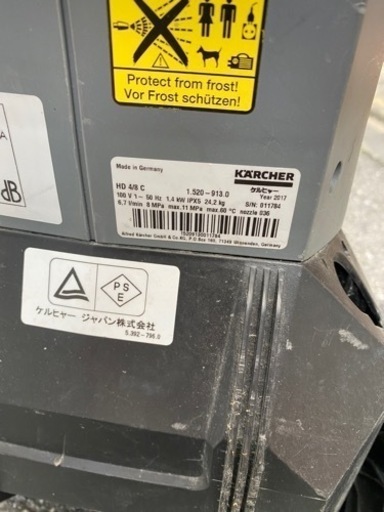 Protect from frost!
Vor Frost schützen!
dB
Made in Germany
KÄRCHER
ケルヒャー
HD 4/8 C
1.520-913.0
Year 2017
100 V 1~ 50 Hz 1.4 kW IPX5 24,2 kg
S/N: 011784
6,7 l/min 8 MPa max.11 MPa max.60 °C nozzle 036
Alfred Kärcher GmbH & Co KG, PO Box 160, 71349 Winnenden, Germany
PS
E
ケルヒャー ジャパン株式会社
5.392-295.0